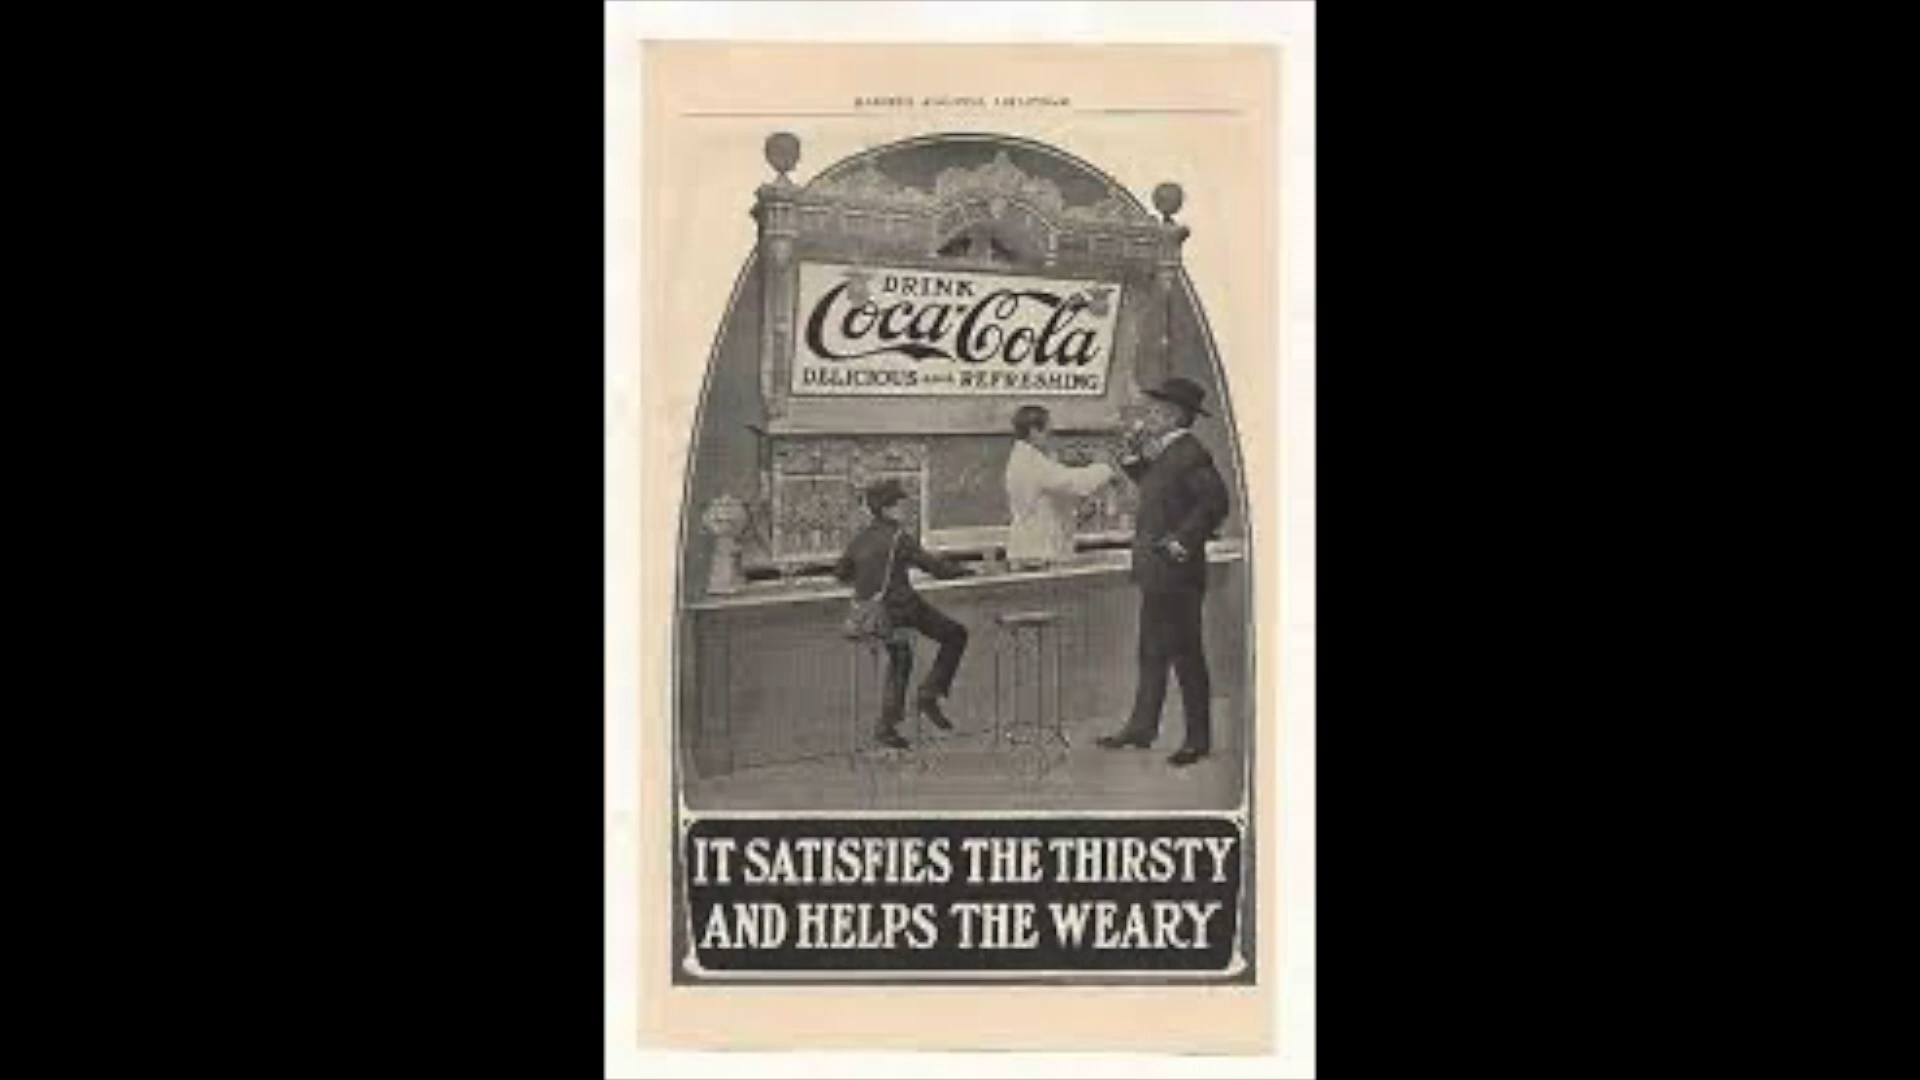 DRINK
Coca-Cola
DELICIOUS AND REFRESHING
IT SATISFIES THE THIRSTY
AND HELPS THE WEARY